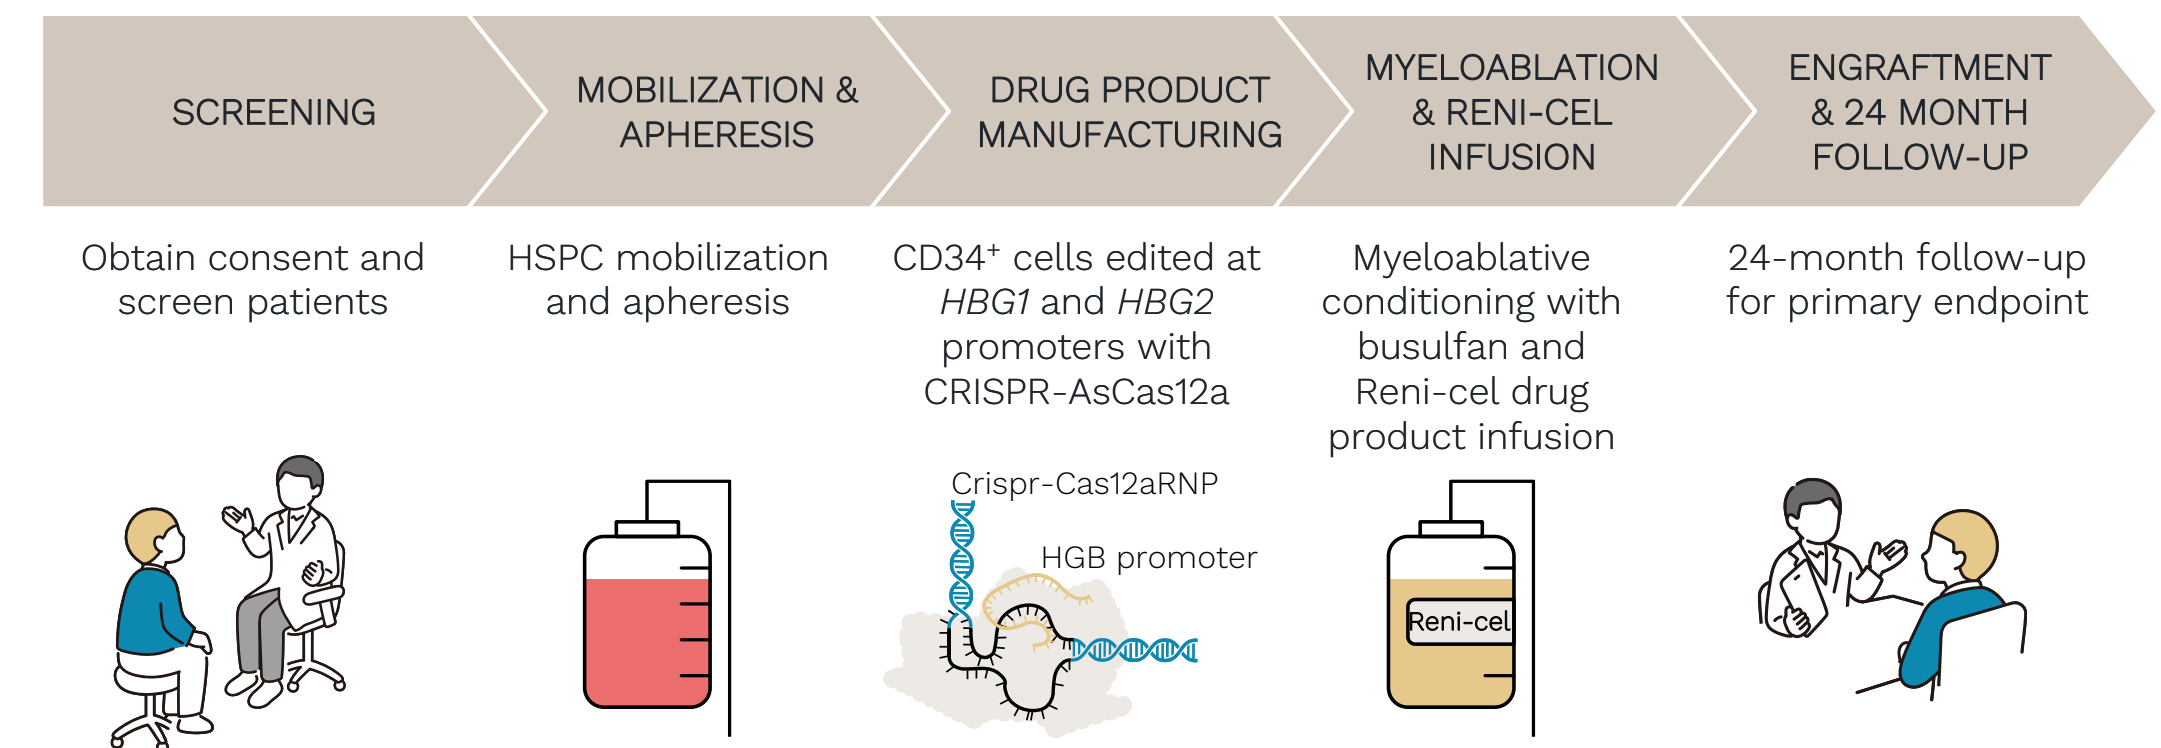 SCREENING
MOBILIZATION &
APHERESIS
DRUG PRODUCT
MANUFACTURING
MYELOABLATION
& RENI-CEL
INFUSION
ENGRAFTMENT
& 24 MONTH
FOLLOW-UP
Obtain consent and
screen patients
HSPC mobilization
and apheresis
CD34⁺ cells edited at
HBG1 and HBG2
promoters with
CRISPR-AsCas12a
Myeloablative
conditioning with
busulfan and
Reni-cel drug
product infusion
24-month follow-up
for primary endpoint
Crispr-Cas12aRNP
HGB promoter
Reni-cel